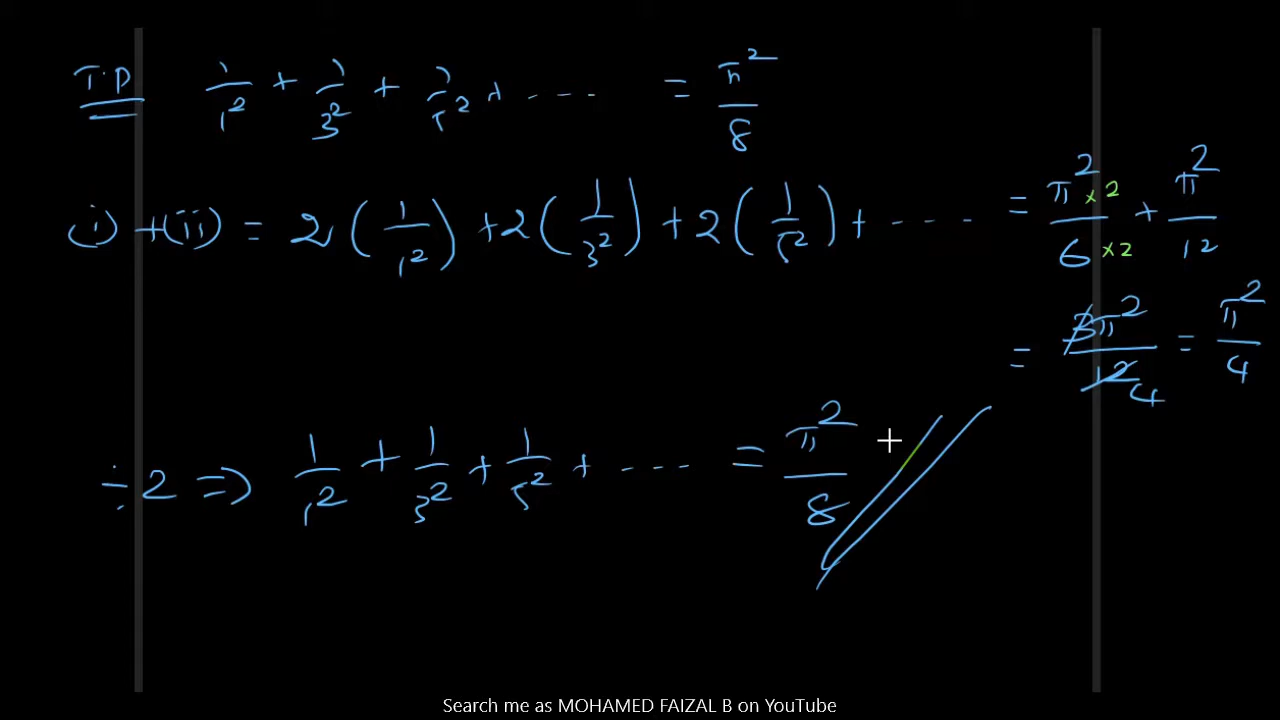 T.P 1/1² + 1/3² + 1/5² + ---- = π²/8
(i) + (ii) = 2(1/1²) + 2(1/3²) + 2(1/5²) + ---- = π²×2/6×2 + π²/12
= 3π²/12 4 = π²/4
÷2 ⇒ 1/1² + 1/3² + 1/5² + ---- = π²/8
Search me as MOHAMED FAIZAL B on YouTube